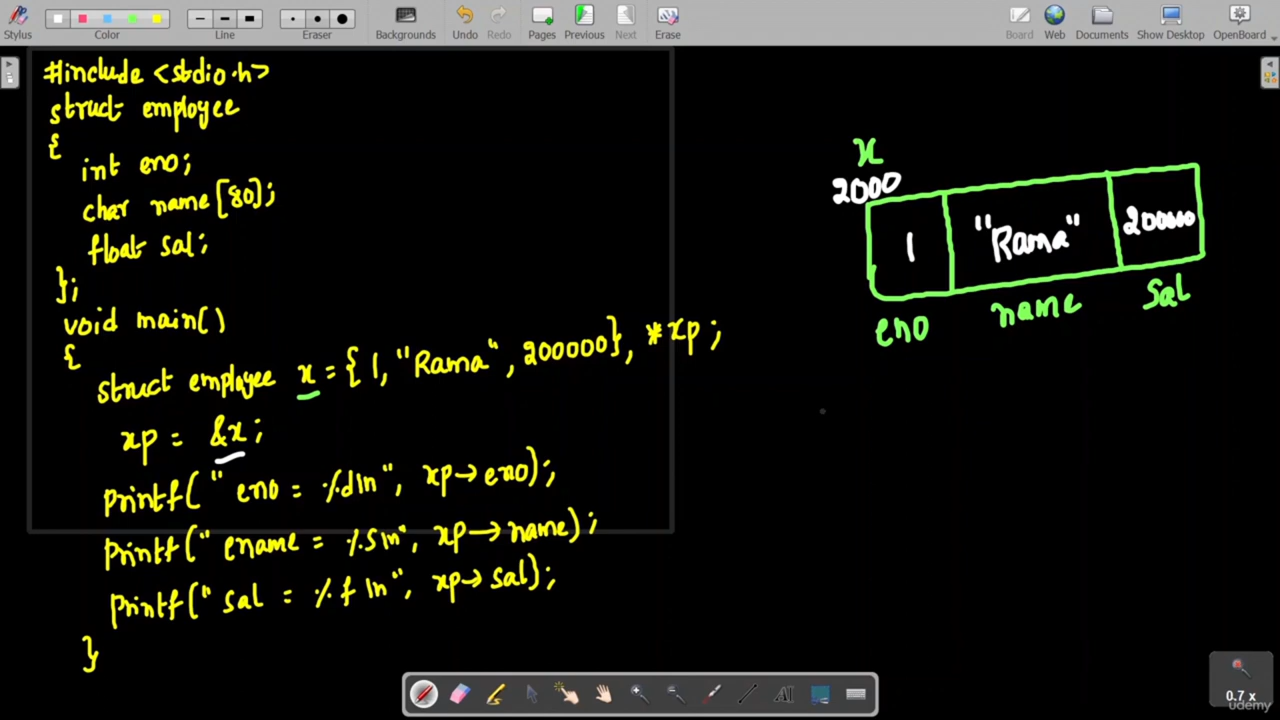 Stylus
Color
Line
Eraser
Backgrounds
Undo
Redo
Pages
Previous
Next
Erase
Board
Web
Documents
Show Desktop
OpenBoard
#include <stdio.h>
struct employee
{
int eno;
char name[80];
float sal;
};
void main()
{
struct employee x = { 1, "Rama", 200000}, *xp;
xp = &x;
printf(" eno = %d\n", xp→eno);
printf(" ename = %s\n", xp→name);
printf(" sal = %f \n", xp→sal);
}
x
2000
1
"Rama"
200000
eno
name
sal
0.7 x
udemy